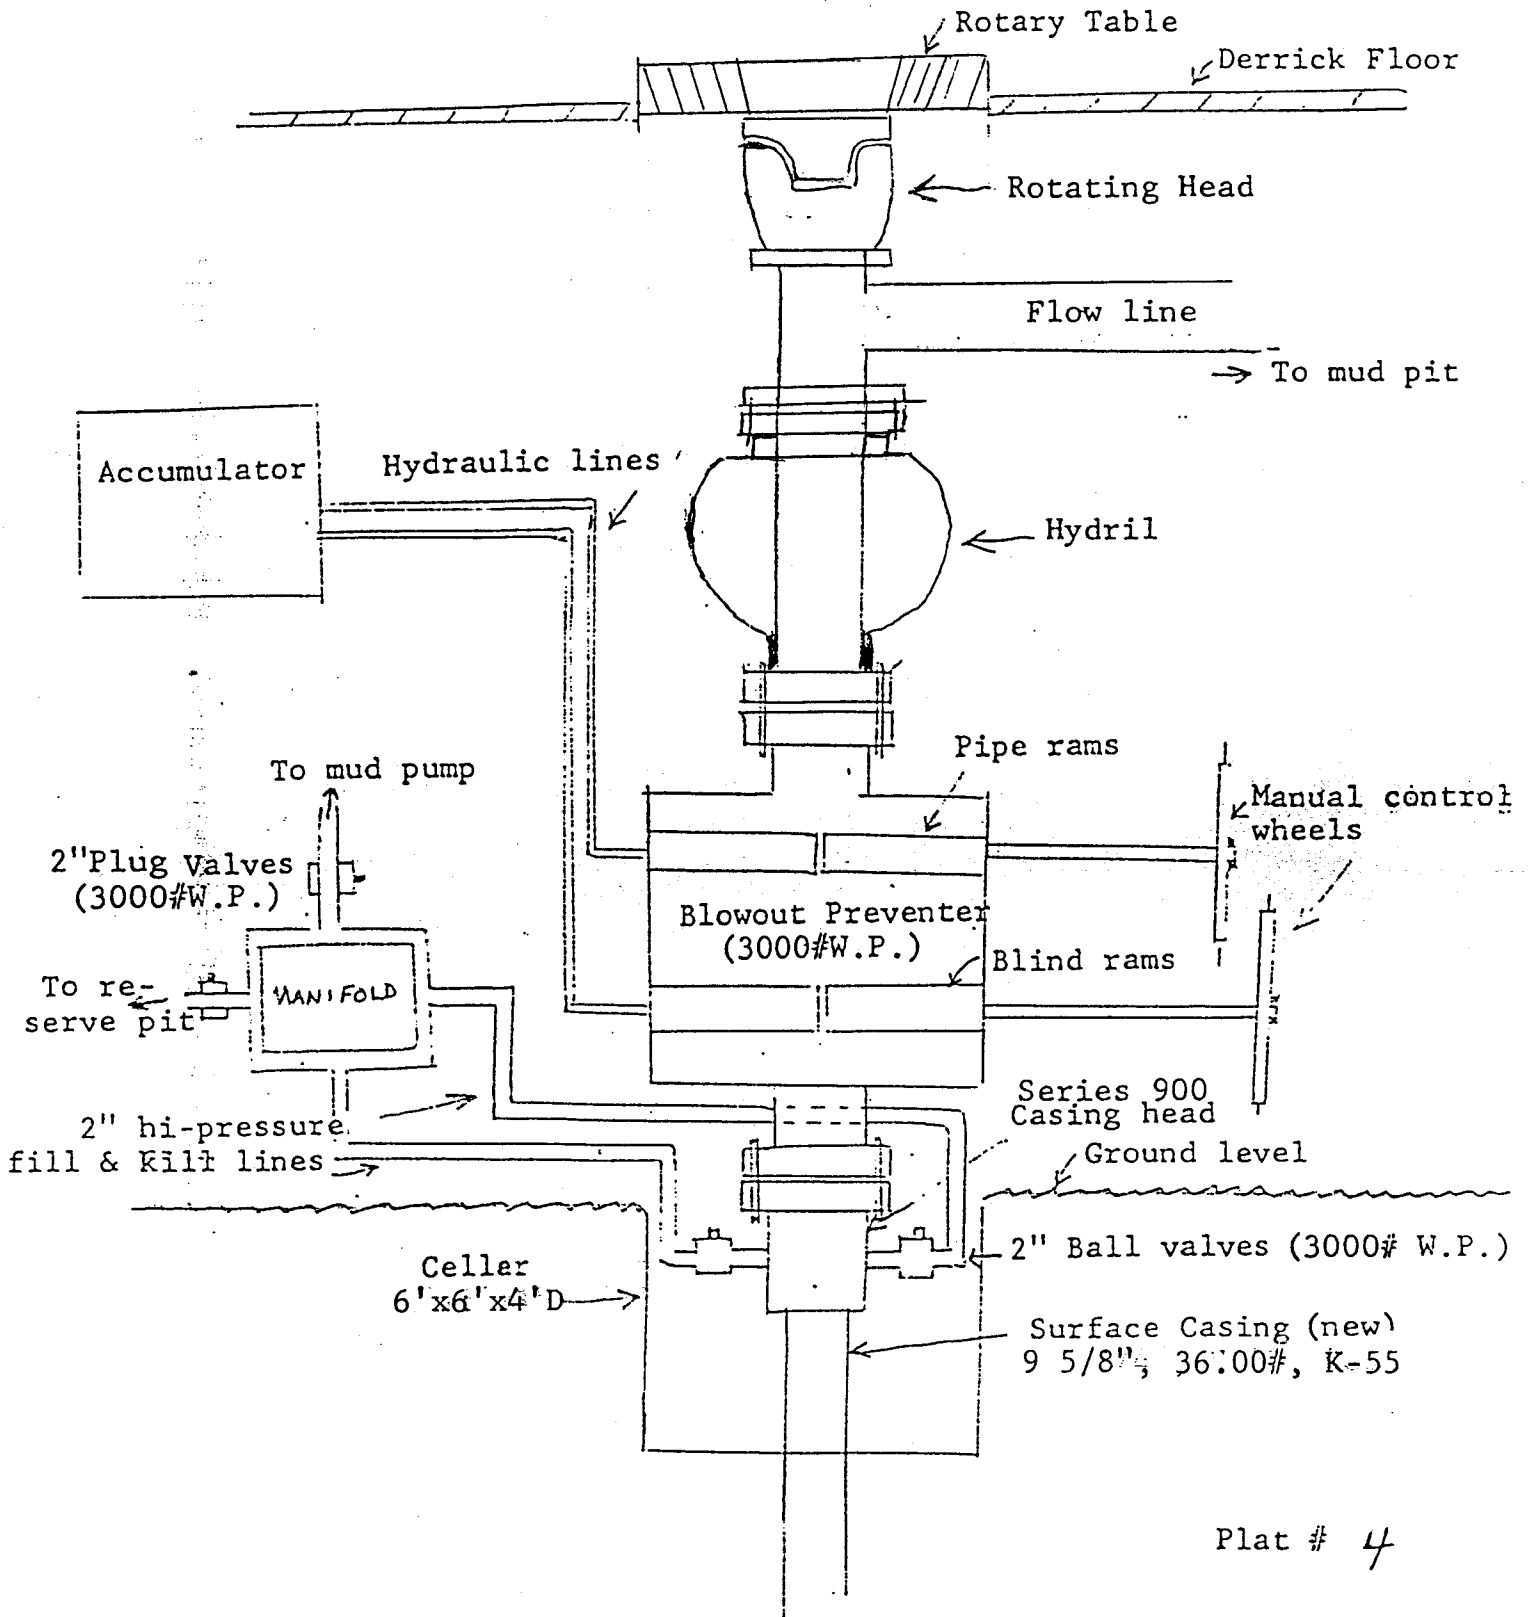 Rotary Table
Derrick Floor
Rotating Head
Flow line
To mud pit
Accumulator
Hydraulic lines
Hydril
Pipe rams
To mud pump
Manual control
wheels
2"Plug Valves
(3000#W.P.)
Blowout Preventer
(3000#W.P.)
Blind rams
To re-
serve pit
MANIFOLD
Series 900
Casing head
2" hi-pressure
fill & Kill lines
Ground level
2" Ball valves (3000# W.P.)
Cellar
6'x6'x4'D
Surface Casing (new)
9 5/8", 36.00#, K-55
Plat # 4